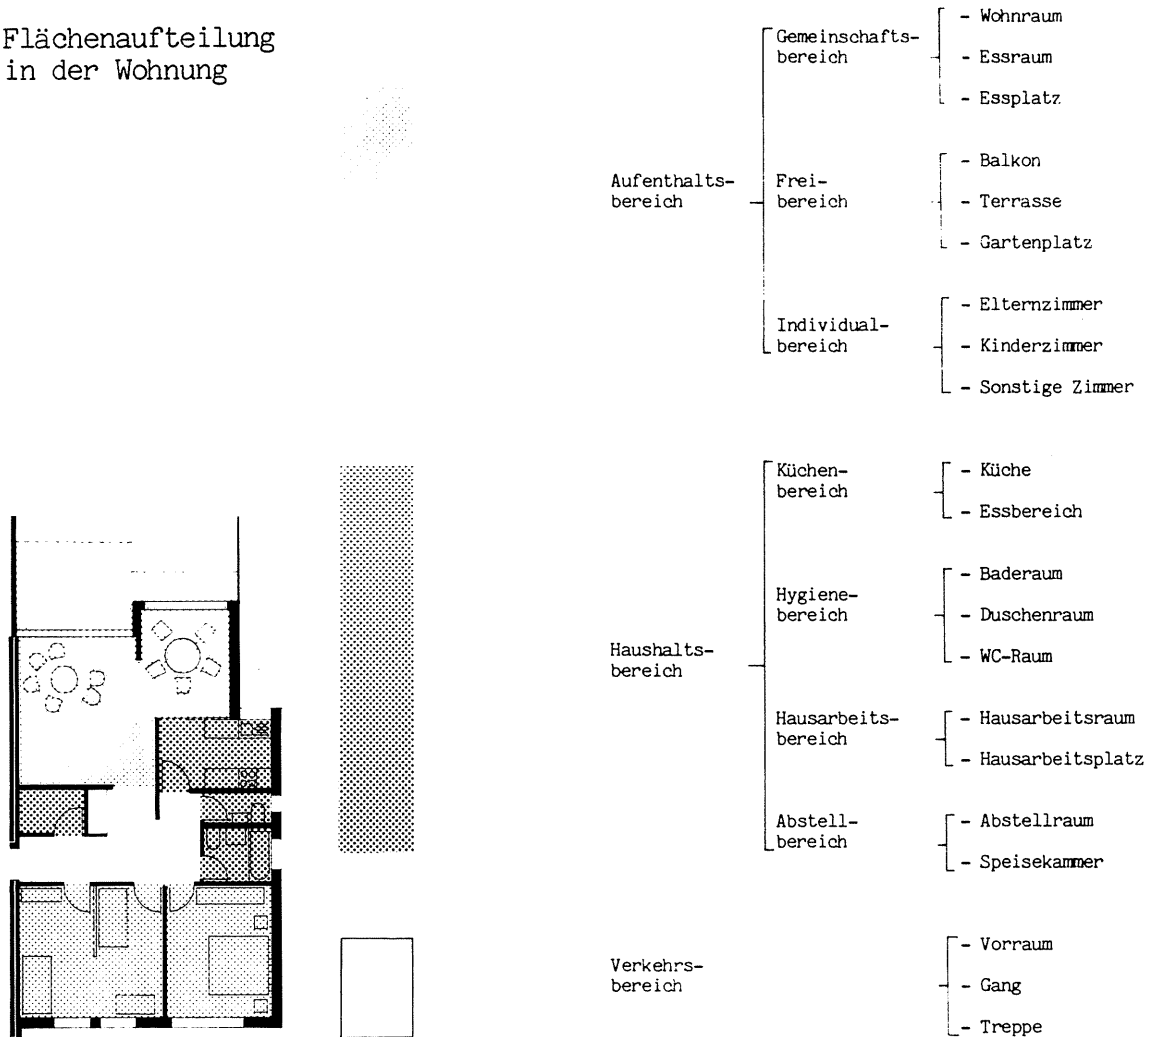 Flächenaufteilung
in der Wohnung
Aufenthalts-
bereich
Gemeinschafts-
bereich
- Wohnraum
- Essraum
- Essplatz
Frei-
bereich
- Balkon
- Terrasse
- Gartenplatz
Individual-
bereich
- Elternzimmer
- Kinderzimmer
- Sonstige Zimmer
Haushalts-
bereich
Küchen-
bereich
- Küche
- Essbereich
Hygiene-
bereich
- Baderaum
- Duschenraum
- WC-Raum
Hausarbeits-
bereich
- Hausarbeitsraum
- Hausarbeitsplatz
Abstell-
bereich
- Abstellraum
- Speisekammer
Verkehrs-
bereich
- Vorraum
- Gang
- Treppe